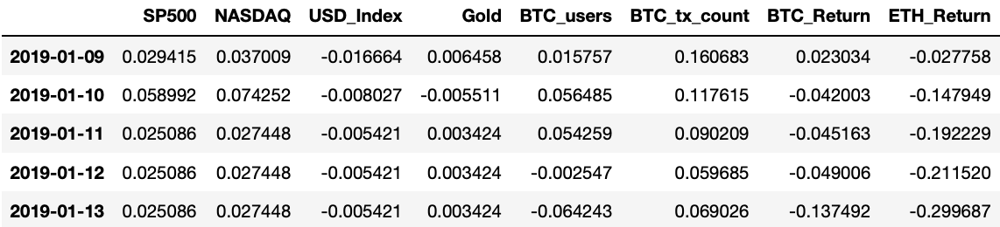 SP500 NASDAQ USD_Index Gold BTC_users BTC_tx_count BTC_Return ETH_Return
2019-01-09 0.029415 0.037009 -0.016664 0.006458 0.015757 0.160683 0.023034 -0.027758
2019-01-10 0.058992 0.074252 -0.008027 -0.005511 0.056485 0.117615 -0.042003 -0.147949
2019-01-11 0.025086 0.027448 -0.005421 0.003424 0.054259 0.090209 -0.045163 -0.192229
2019-01-12 0.025086 0.027448 -0.005421 0.003424 -0.002547 0.059685 -0.049006 -0.211520
2019-01-13 0.025086 0.027448 -0.005421 0.003424 -0.064243 0.069026 -0.137492 -0.299687